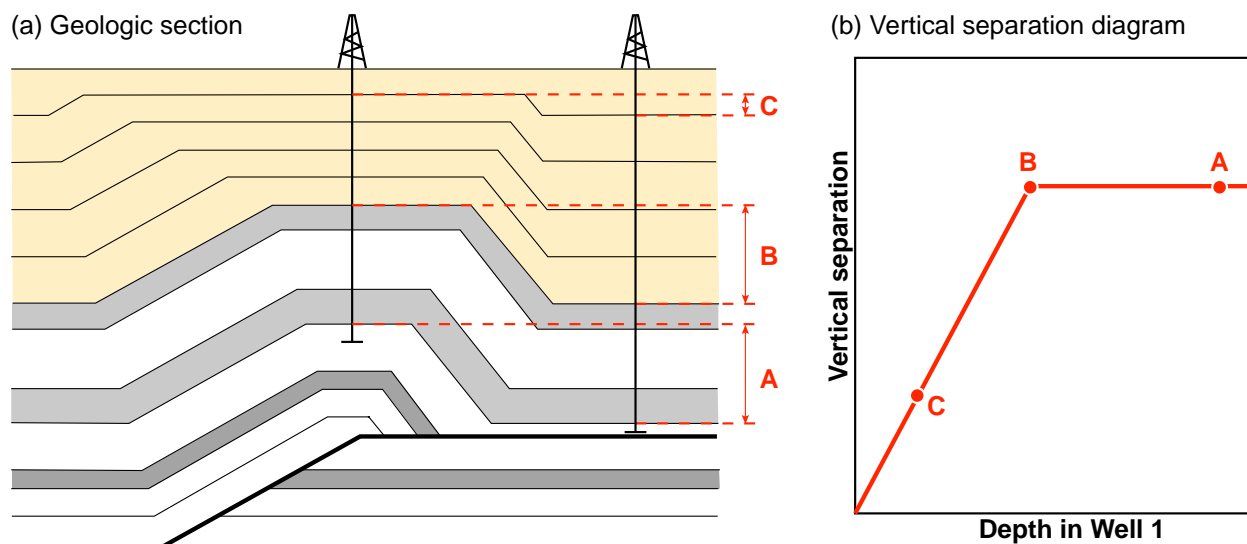 (a) Geologic section
(b) Vertical separation diagram
C
B
A
B
A
C
Vertical separation
Depth in Well 1